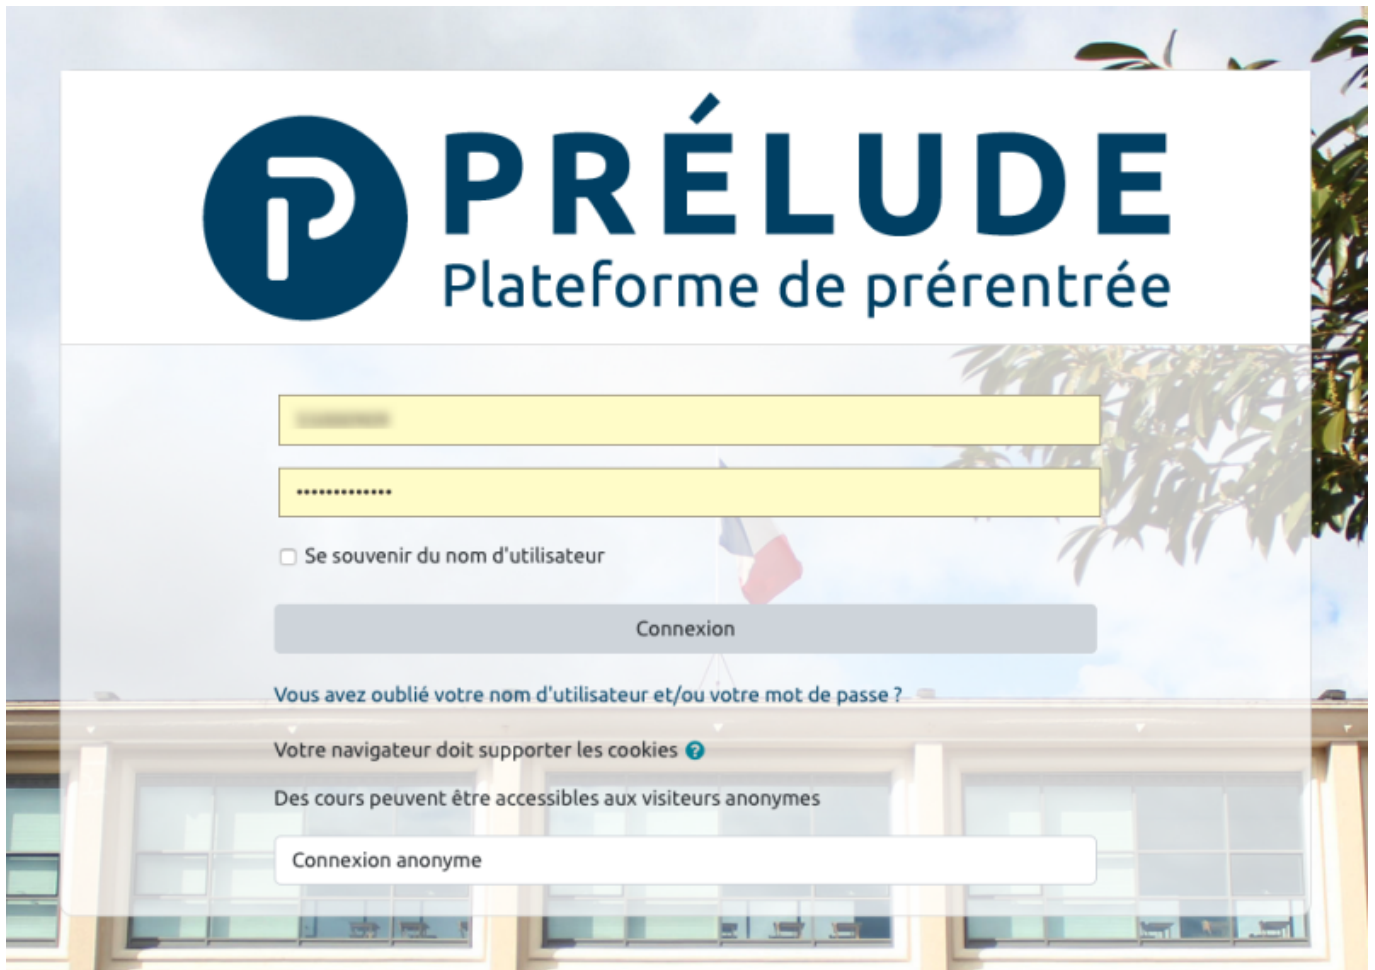 PRÉLUDE
Plateforme de prérentrée
•••••••••••••
Se souvenir du nom d'utilisateur
Connexion
Vous avez oublié votre nom d'utilisateur et/ou votre mot de passe ?
Votre navigateur doit supporter les cookies ?
Des cours peuvent être accessibles aux visiteurs anonymes
Connexion anonyme